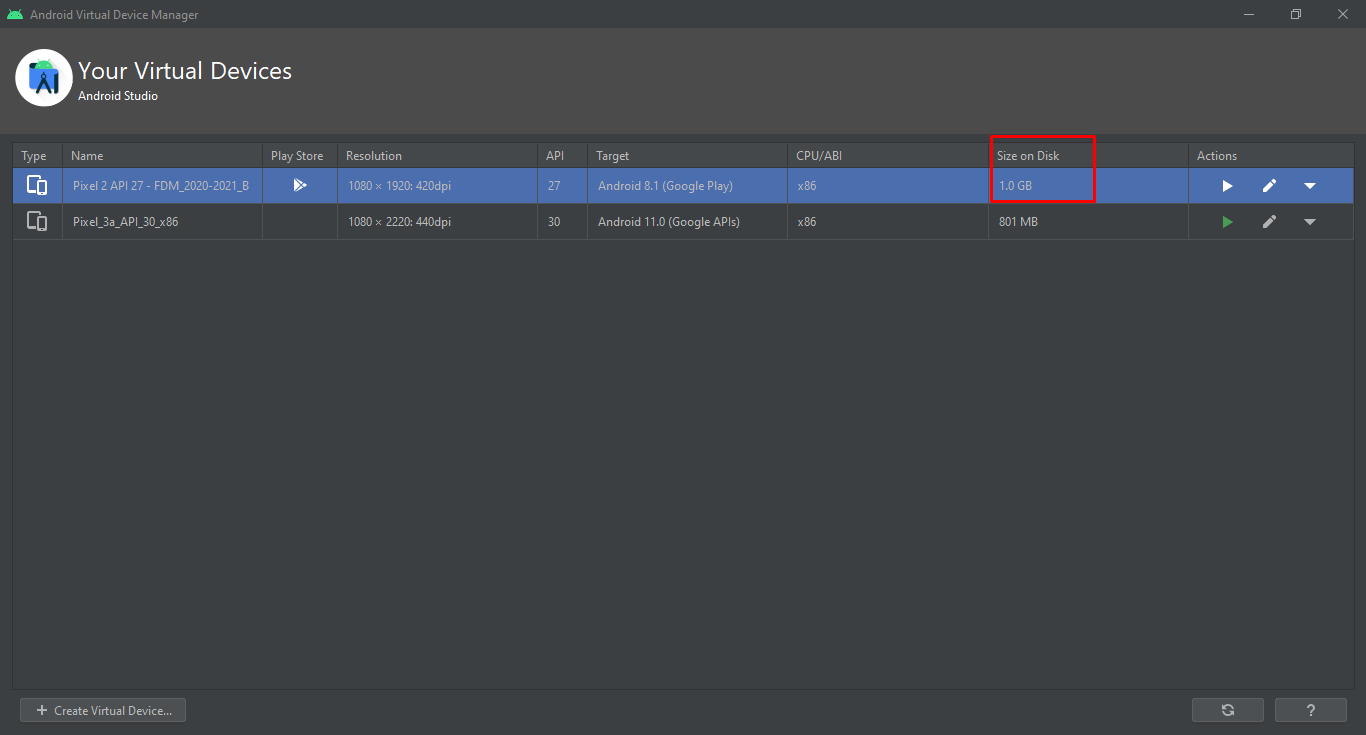 Android Virtual Device Manager
Your Virtual Devices
Android Studio
Type Name Play Store Resolution API Target CPU/ABI Size on Disk Actions
Pixel 2 API 27 - FDM_2020-2021_B 1080 × 1920: 420dpi 27 Android 8.1 (Google Play) x86 1.0 GB
Pixel_3a_API_30_x86 1080 × 2220: 440dpi 30 Android 11.0 (Google APIs) x86 801 MB
+ Create Virtual Device... ?